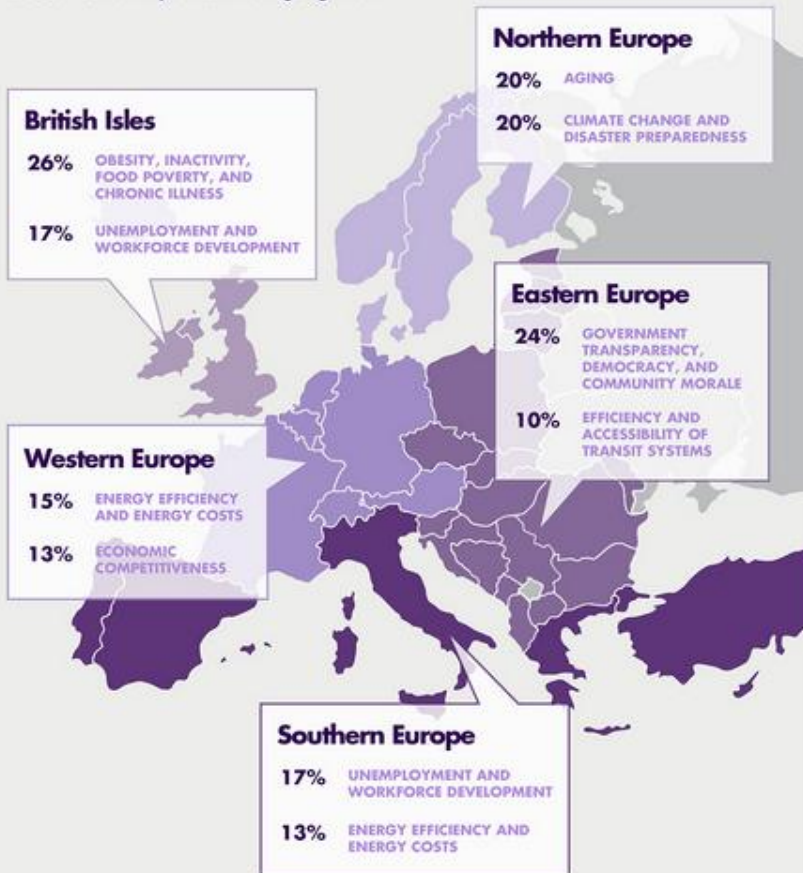 Northern Europe
20% AGING
20% CLIMATE CHANGE AND
DISASTER PREPAREDNESS
British Isles
26% OBESITY, INACTIVITY,
FOOD POVERTY, AND
CHRONIC ILLNESS
17% UNEMPLOYMENT AND
WORKFORCE DEVELOPMENT
Eastern Europe
24% GOVERNMENT
TRANSPARENCY,
DEMOCRACY, AND
COMMUNITY MORALE
10% EFFICIENCY AND
ACCESSIBILITY OF
TRANSIT SYSTEMS
Western Europe
15% ENERGY EFFICIENCY
AND ENERGY COSTS
13% ECONOMIC
COMPETITIVENESS
Southern Europe
17% UNEMPLOYMENT AND
WORKFORCE DEVELOPMENT
13% ENERGY EFFICIENCY AND
ENERGY COSTS